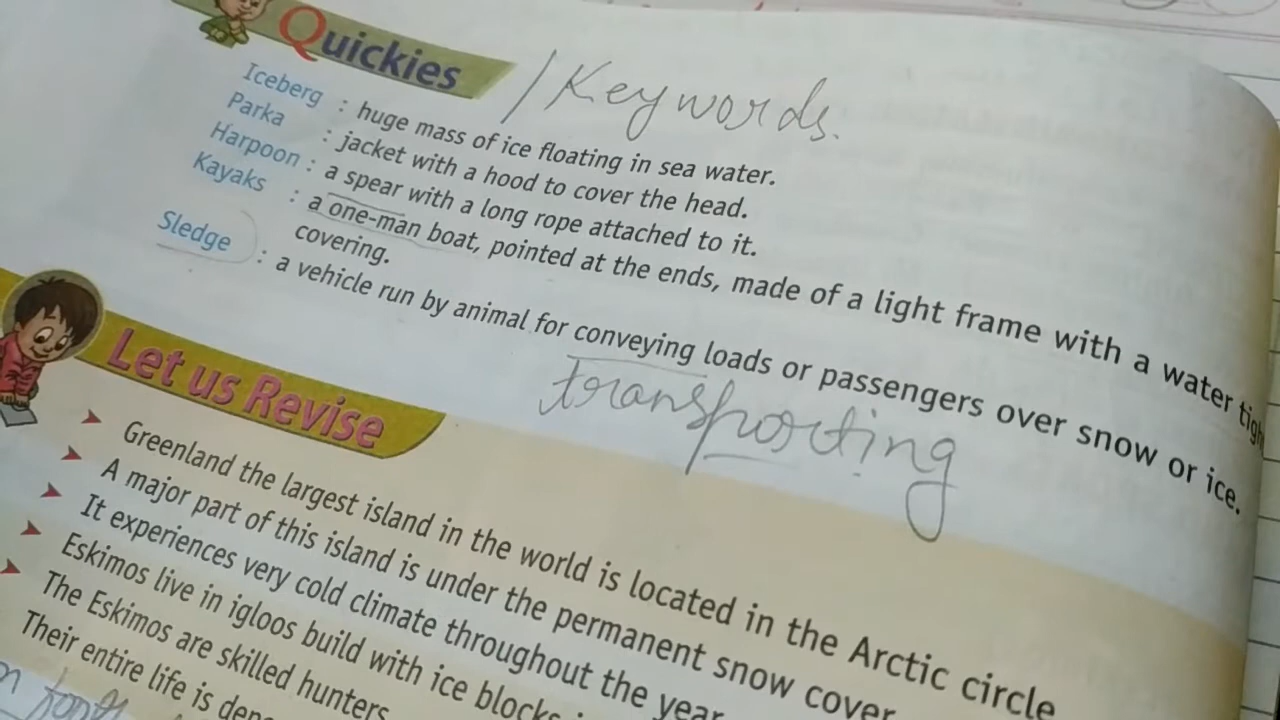 Quickies / Keywords.
Iceberg : huge mass of ice floating in sea water.
Parka : jacket with a hood to cover the head.
Harpoon : a spear with a long rope attached to it.
Kayaks : a one-man boat, pointed at the ends, made of a light frame with a water
covering.
Sledge : a vehicle run by animal for conveying loads or passengers over snow or ice.
transporting
Let us Revise
Greenland the largest island in the world is located in the Arctic circle
A major part of this island is under the permanent snow cover
It experiences very cold climate throughout the year
Eskimos live in igloos build with ice blocks
The Eskimos are skilled hunters
Their entire life is